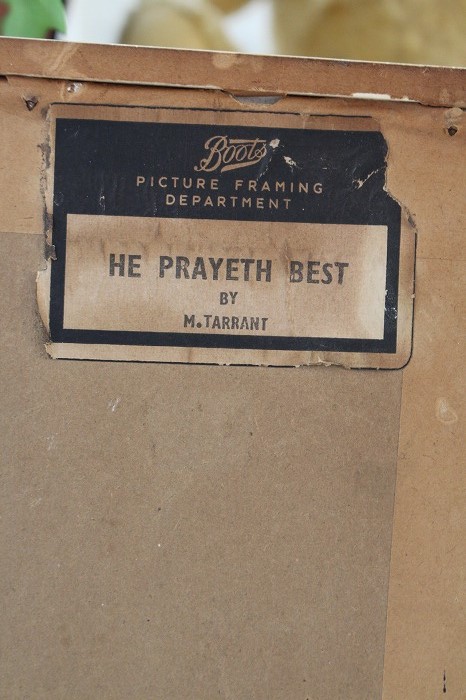 Boots
PICTURE FRAMING
DEPARTMENT
HE PRAYETH BEST
BY
M.TARRANT